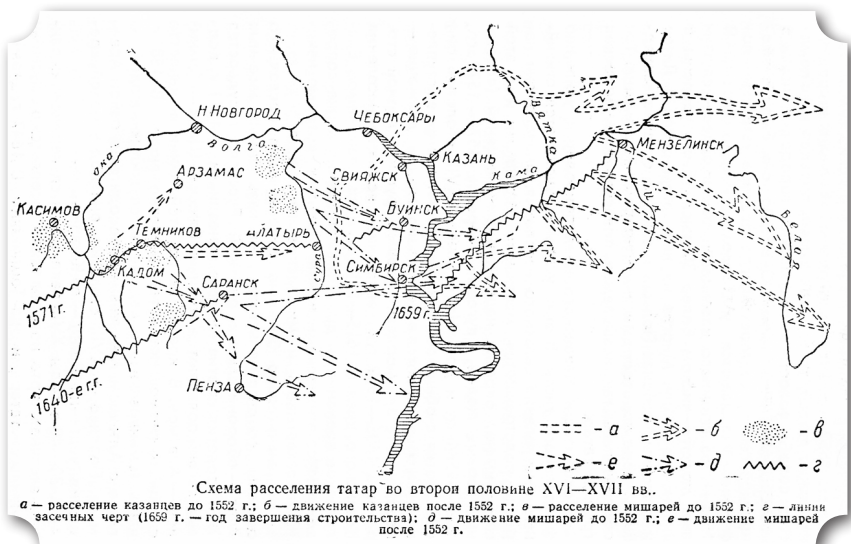 Н. НОВГОРОД
ЧЕБОКСАРЫ
Волга
Вятка
МЕНЗЕЛИНСК
ока
КАЗАНЬ
АРЗАМАС
СВИЯЖСК
Кама
Ик
КАСИМОВ
БУИНСК
Белая
ТЕМНИКОВ
АЛАТЫРЬ
КАДОМ
Сура
СИМБИРСК
САРАНСК
1571 г.
1659 г.
ПЕНЗА
1640-е г.г.
- а
- б
- в
- е
- д
- г
Схема расселения татар во второй половине XVI—XVII вв..
а — расселение казанцев до 1552 г.; б — движение казанцев после 1552 г.; в — расселение мишарей до 1552 г.; г — линии
засечных черт (1659 г. — год завершения строительства); д — движение мишарей до 1552 г.; е — движение мишарей
после 1552 г.